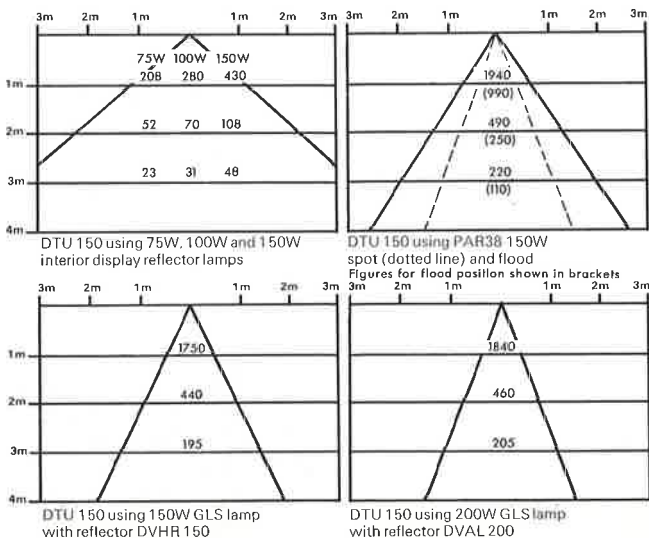 3m 2m 1m 1m 2m 3m
75W 100W 150W
208 280 430
1m
52 70 108
2m
23 31 48
3m
4m
DTU 150 using 75W, 100W and 150W
interior display reflector lamps
3m 2m 1m 1m 2m 3m
1940
(990)
490
(250)
220
(110)
DTU 150 using PAR38 150W
spot (dotted line) and flood
Figures for flood position shown in brackets
3m 2m 1m 1m 2m 3m
1m
1750
2m
440
3m
195
4m
DTU 150 using 150W GLS lamp
with reflector DVHR 150
3m 2m 1m 1m 2m 3m
1840
460
205
DTU 150 using 200W GLS lamp
with reflector DVAL 200